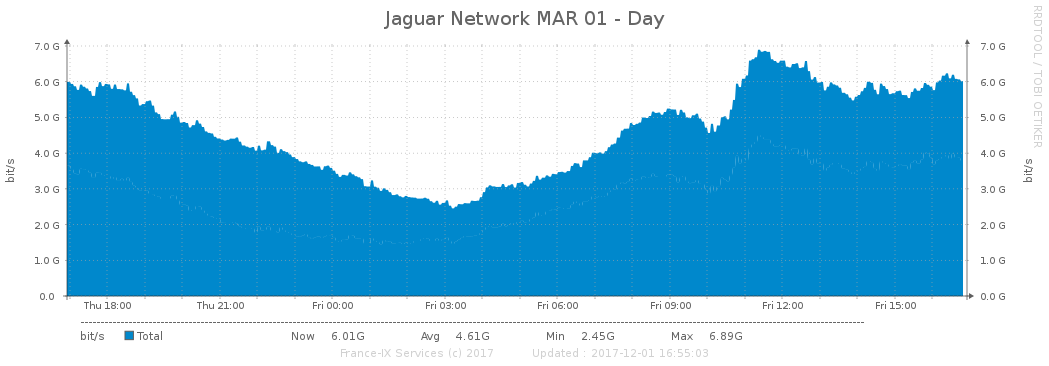 Jaguar Network MAR 01 - Day
RRDTOOL / TOBI OETIKER
7.0 G 7.0 G
6.0 G 6.0 G
5.0 G 5.0 G
4.0 G 4.0 G
bit/s bit/s
3.0 G 3.0 G
2.0 G 2.0 G
1.0 G 1.0 G
0.0 0.0 G
Thu 18:00 Thu 21:00 Fri 00:00 Fri 03:00 Fri 06:00 Fri 09:00 Fri 12:00 Fri 15:00
bit/s Total Now 6.01G Avg 4.61G Min 2.45G Max 6.89G
France-IX Services (c) 2017 Updated : 2017-12-01 16:55:03